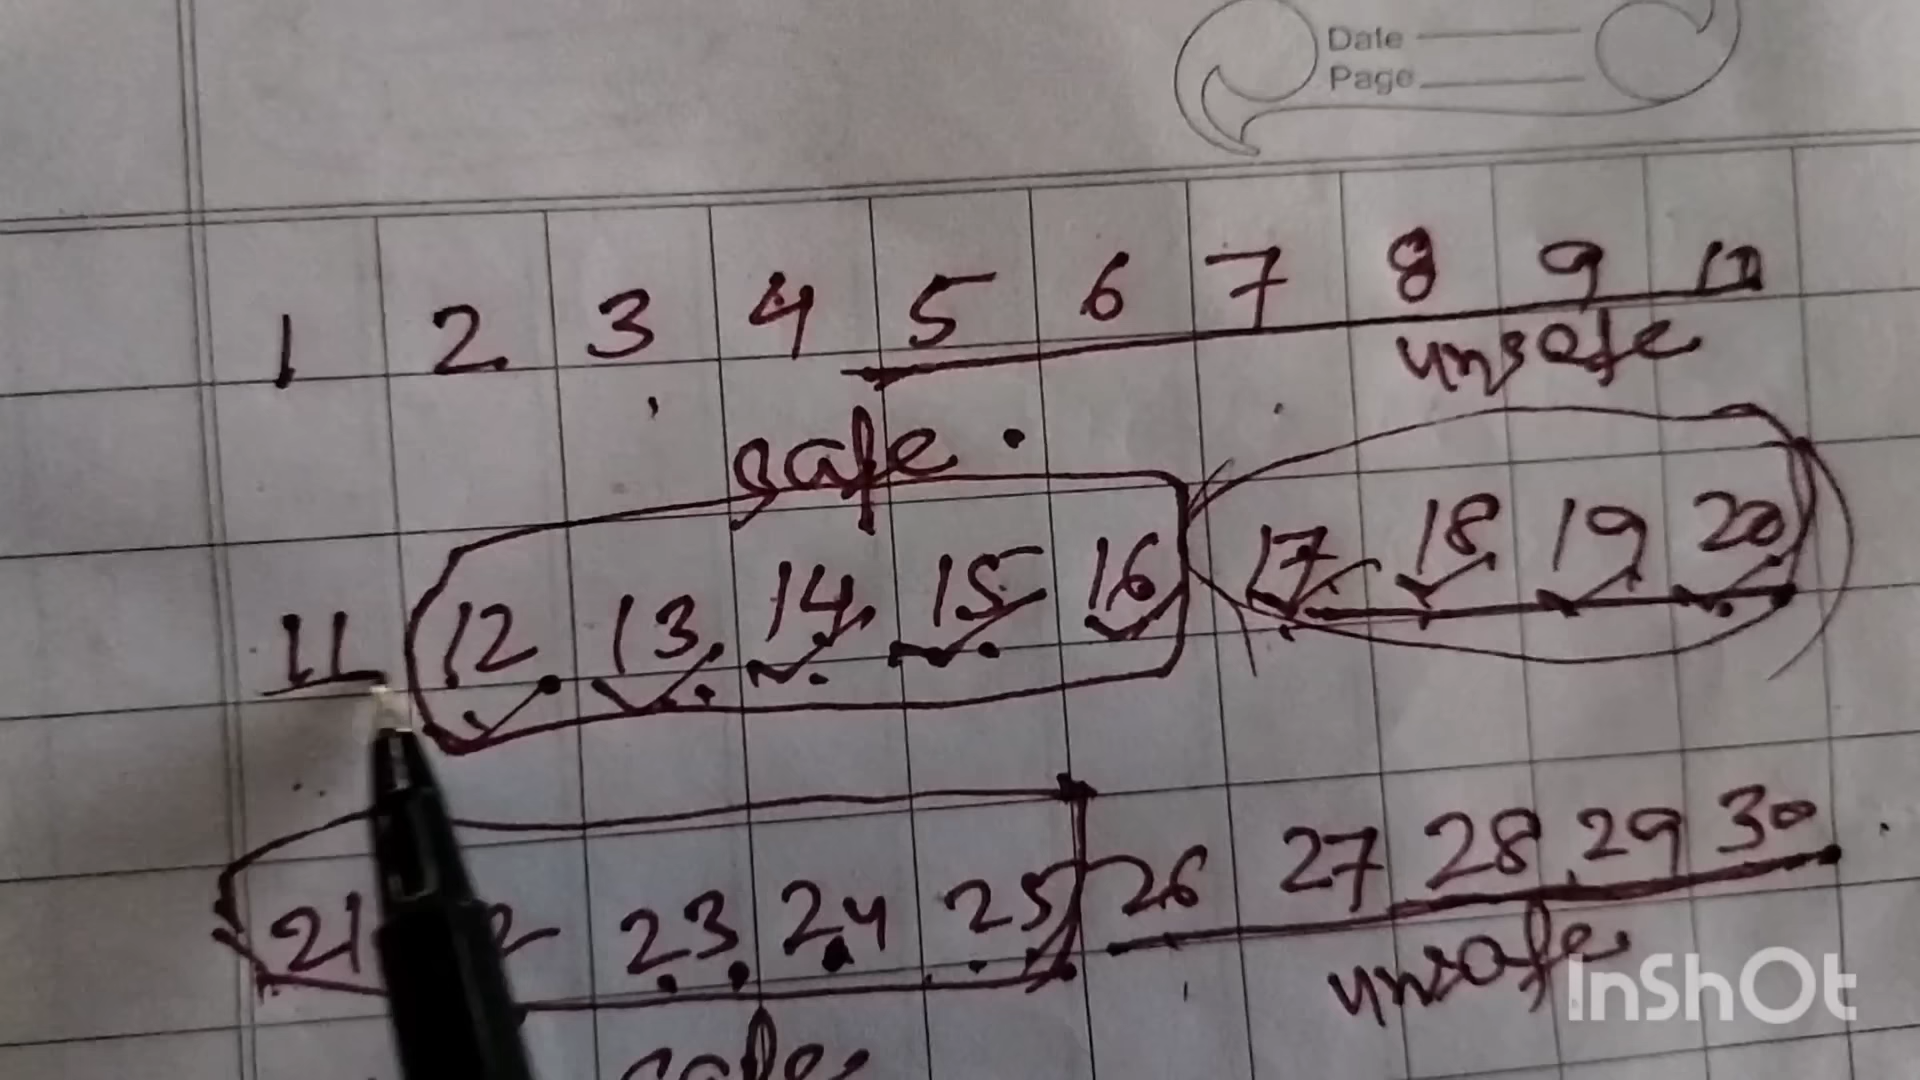 Date
Page
1 2 3 4 5 6 7 8 9 10
unsafe
safe.
11 12 13 14 15 16 17 18 19 20
21 23 24 25 26 27 28 29 30
unsafe
safe
InShOt